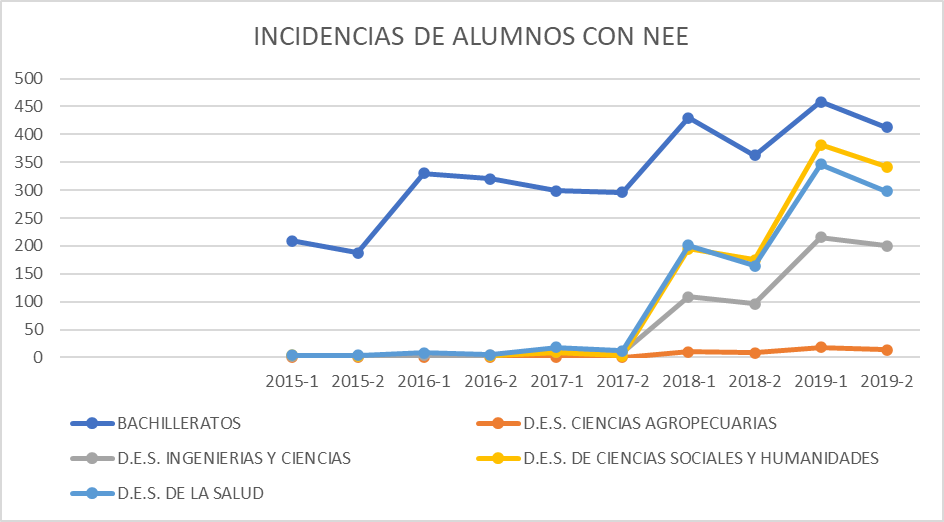 INCIDENCIAS DE ALUMNOS CON NEE
500
450
400
350
300
250
200
150
100
50
0
2015-1 2015-2 2016-1 2016-2 2017-1 2017-2 2018-1 2018-2 2019-1 2019-2
BACHILLERATOS D.E.S. CIENCIAS AGROPECUARIAS
D.E.S. INGENIERIAS Y CIENCIAS D.E.S. DE CIENCIAS SOCIALES Y HUMANIDADES
D.E.S. DE LA SALUD